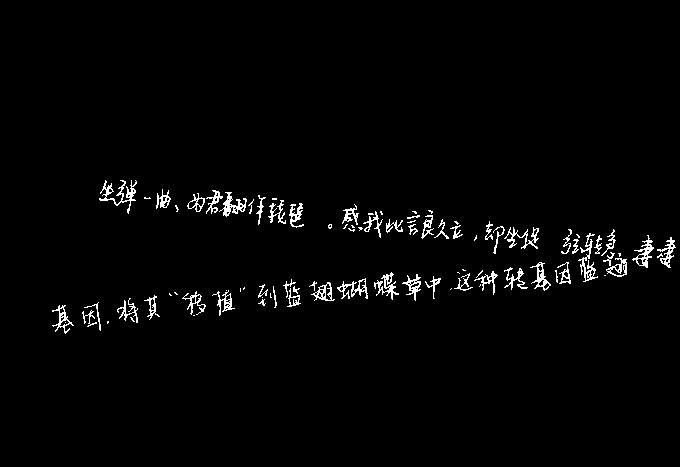 坐弹一曲、为君翻作琵琶 。感我此言良久立,却坐促 弦转急 凄凄
基因.将其“移植”到蓝翅蝴蝶草中.这种转基因蓝翅